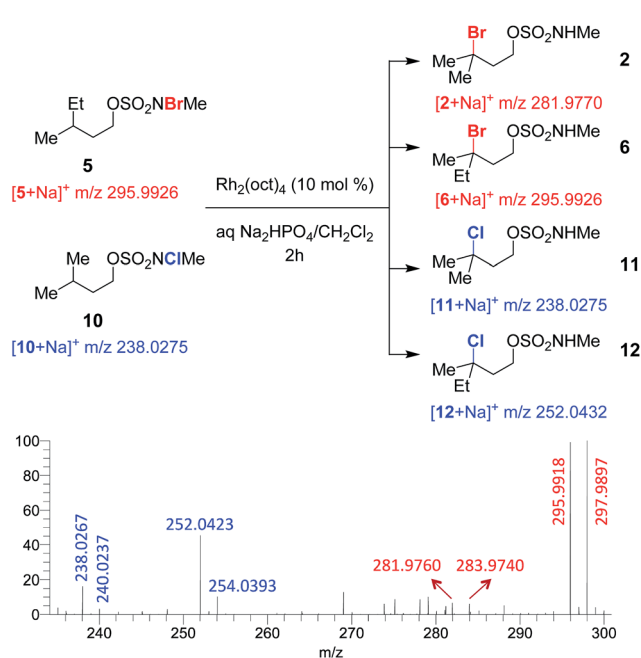 Et
OSO₂NBrMe
Me
5
[5+Na]⁺ m/z 295.9926
Me
OSO₂NClMe
Me
10
[10+Na]⁺ m/z 238.0275
Rh₂(oct)₄ (10 mol %)
aq Na₂HPO₄/CH₂Cl₂
2h
Br
OSO₂NHMe
Me
Me
2
[2+Na]⁺ m/z 281.9770
Br
OSO₂NHMe
Me
Et
6
[6+Na]⁺ m/z 295.9926
Cl
OSO₂NHMe
Me
Me
11
[11+Na]⁺ m/z 238.0275
Cl
OSO₂NHMe
Me
Et
12
[12+Na]⁺ m/z 252.0432
100
80
60
40
20
0
238.0267
240.0237
252.0423
254.0393
281.9760
283.9740
295.9918
297.9897
240
250
260
270
280
290
300
m/z